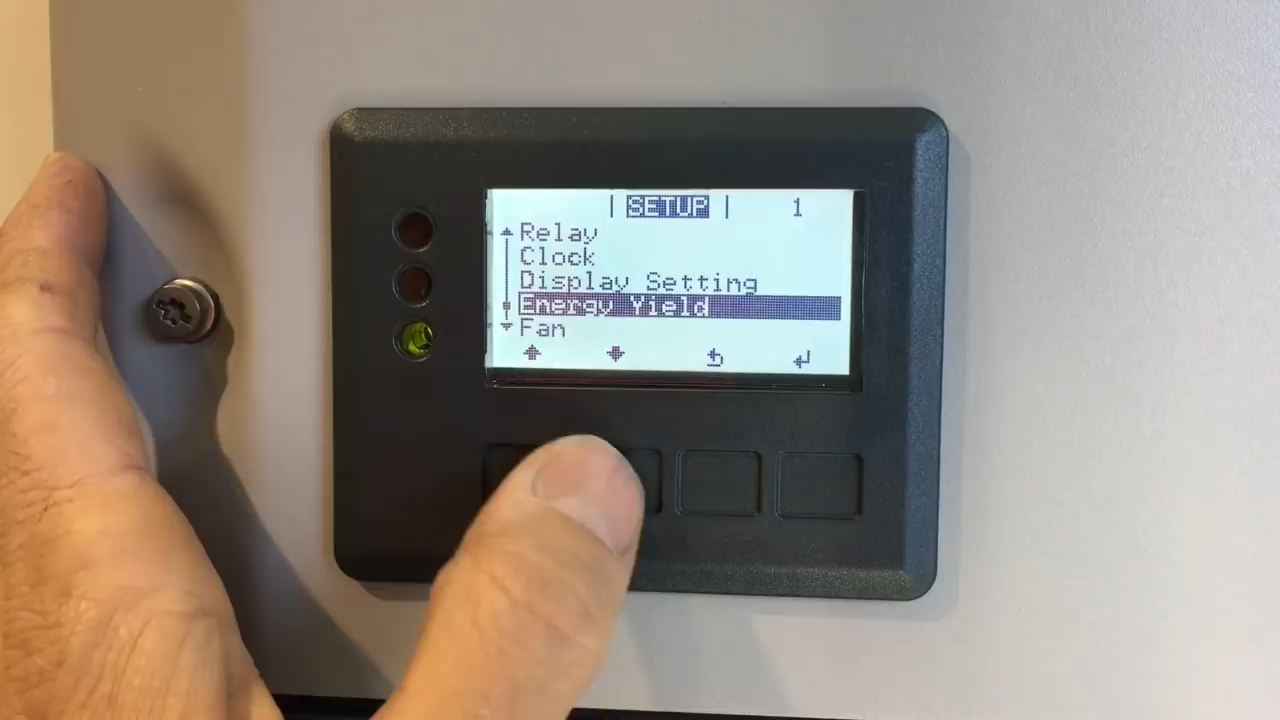 SETUP 1
Relay
Clock
Display Setting
Energy Yield
Fan